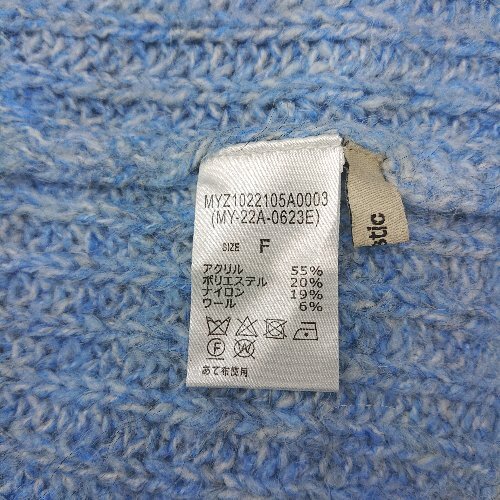 MYZ1022105A0003
(MY-22A-0623E)
SIZE F
アクリル 55%
ポリエステル 20%
ナイロン 19%
ウール 6%
F W
あて布使用
stic